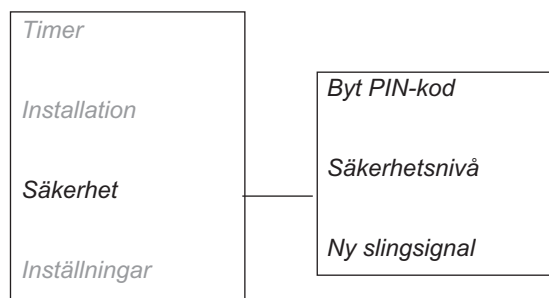 Timer
Installation
Säkerhet
Inställningar
Byt PIN-kod
Säkerhetsnivå
Ny slingsignal